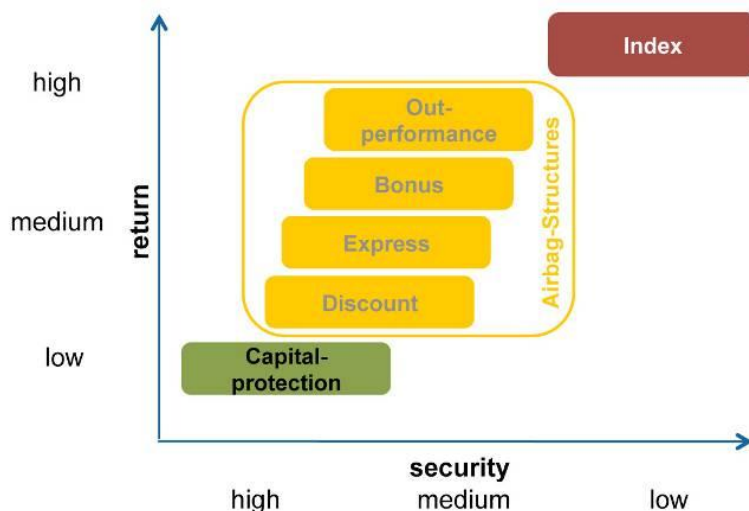 Index
high
Out-
performance
Airbag-Structures
Bonus
medium
return
Express
Discount
low
Capital-
protection
security
high medium low